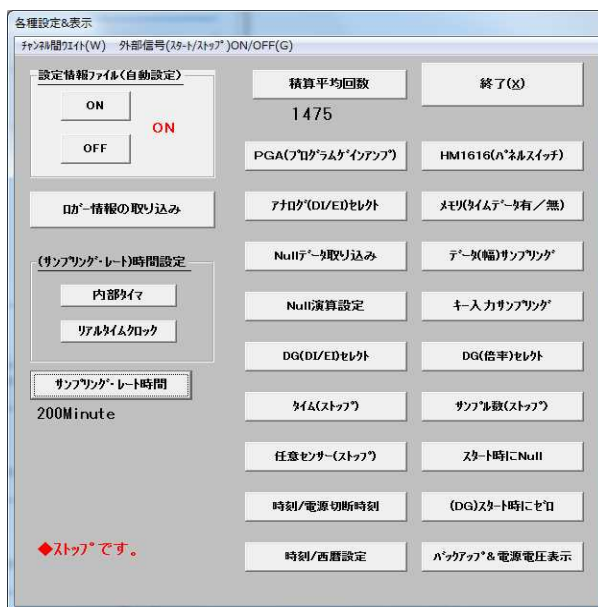 各種設定&表示
ﾁｬﾝﾈﾙ間ｳｴｲﾄ(W) 外部信号(ｽﾀｰﾄ/ｽﾄｯﾌﾟ)ON/OFF(G)
設定情報ﾌｧｲﾙ(自動設定)
ON
OFF
ON
ﾛｶﾞｰ情報の取り込み
(ｻﾝﾌﾟﾘﾝｸﾞ･ﾚｰﾄ)時間設定
内部ﾀｲﾏ
ﾘｱﾙﾀｲﾑｸﾛｯｸ
ｻﾝﾌﾟﾘﾝｸﾞ･ﾚｰﾄ時間
200Minute
◆ｽﾄｯﾌﾟです。
積算平均回数
1475
PGA(ﾌﾟﾛｸﾞﾗﾑｹﾞｲﾝｱﾝﾌﾟ)
ｱﾅﾛｸﾞ(DI/EI)ｾﾚｸﾄ
Nullﾃﾞｰﾀ取り込み
Null演算設定
DG(DI/EI)ｾﾚｸﾄ
ﾀｲﾑ(ｽﾄｯﾌﾟ)
任意ｾﾝｻｰ(ｽﾄｯﾌﾟ)
時刻/電源切断時刻
時刻/西暦設定
終了(X)
HM1616(ﾊﾟﾈﾙｽｲｯﾁ)
ﾒﾓﾘ(ﾀｲﾑﾃﾞｰﾀ有／無)
ﾃﾞｰﾀ(幅)ｻﾝﾌﾟﾘﾝｸﾞ
ｷｰ入力ｻﾝﾌﾟﾘﾝｸﾞ
DG(倍率)ｾﾚｸﾄ
ｻﾝﾌﾟﾙ数(ｽﾄｯﾌﾟ)
ｽﾀｰﾄ時にNull
(DG)ｽﾀｰﾄ時にｾﾞﾛ
ﾊﾞｯｸｱｯﾌﾟ&電源電圧表示